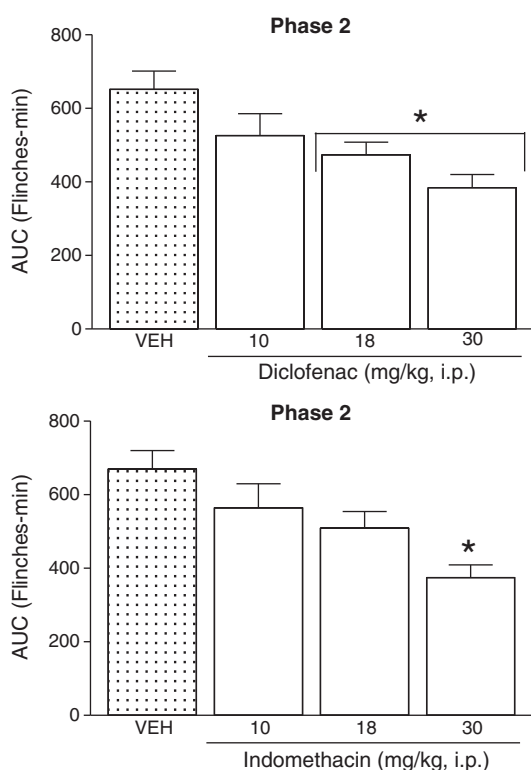 Phase 2
800
600
400
200
0
AUC (Flinches-min)
*
VEH 10 18 30
Diclofenac (mg/kg, i.p.)
Phase 2
800
600
400
200
0
AUC (Flinches-min)
*
VEH 10 18 30
Indomethacin (mg/kg, i.p.)